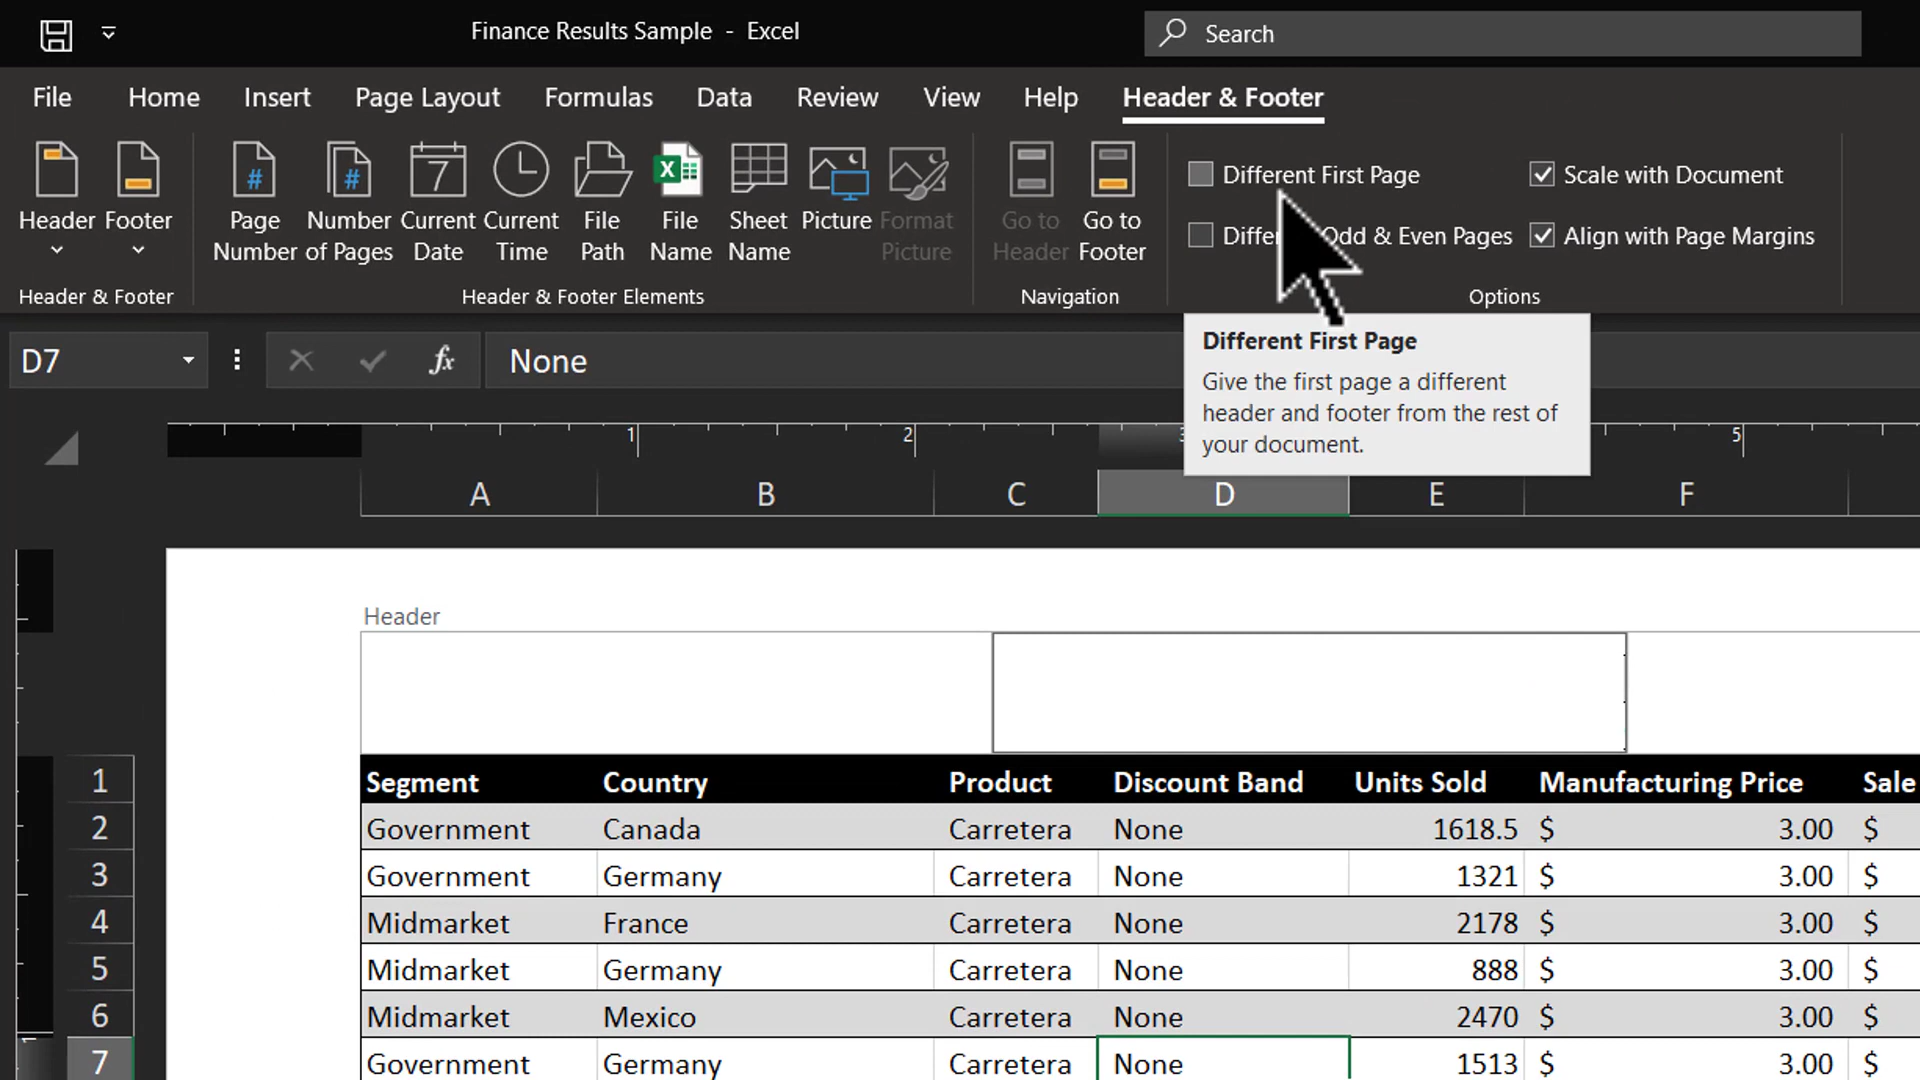 Finance Results Sample - Excel
Search
File Home Insert Page Layout Formulas Data Review View Help Header & Footer
Header
Footer
Page Number
Number of Pages
Current Date
Current Time
File Path
File Name
Sheet Name
Picture
Format Picture
Go to Header
Go to Footer
Different First Page
Scale with Document
Odd & Even Pages
Align with Page Margins
Header & Footer
Header & Footer Elements
Navigation
Options
Different First Page
Give the first page a different
header and footer from the rest of
your document.
D7 fx None
1 2 5
A B C D E F
Header
1 Segment Country Product Discount Band Units Sold Manufacturing Price Sale
2 Government Canada Carretera None 1618.5 $ 3.00 $
3 Government Germany Carretera None 1321 $ 3.00 $
4 Midmarket France Carretera None 2178 $ 3.00 $
5 Midmarket Germany Carretera None 888 $ 3.00 $
6 Midmarket Mexico Carretera None 2470 $ 3.00 $
7 Government Germany Carretera None 1513 $ 3.00 $